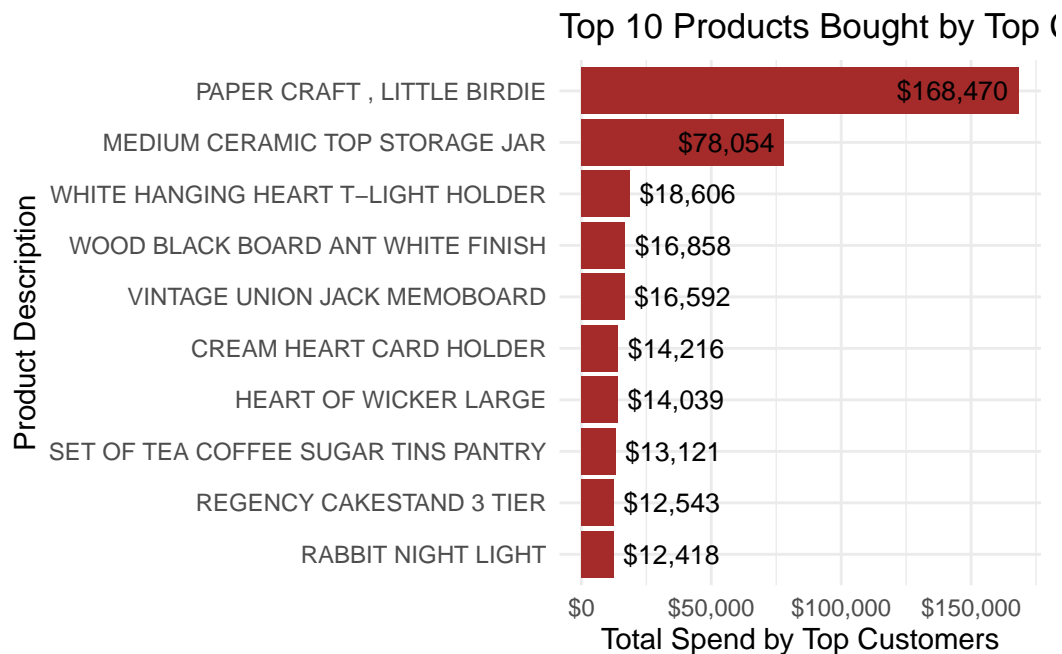 Top 10 Products Bought by Top
Product Description
PAPER CRAFT , LITTLE BIRDIE $168,470
MEDIUM CERAMIC TOP STORAGE JAR $78,054
WHITE HANGING HEART T−LIGHT HOLDER $18,606
WOOD BLACK BOARD ANT WHITE FINISH $16,858
VINTAGE UNION JACK MEMOBOARD $16,592
CREAM HEART CARD HOLDER $14,216
HEART OF WICKER LARGE $14,039
SET OF TEA COFFEE SUGAR TINS PANTRY $13,121
REGENCY CAKESTAND 3 TIER $12,543
RABBIT NIGHT LIGHT $12,418
$0 $50,000 $100,000 $150,000
Total Spend by Top Customers